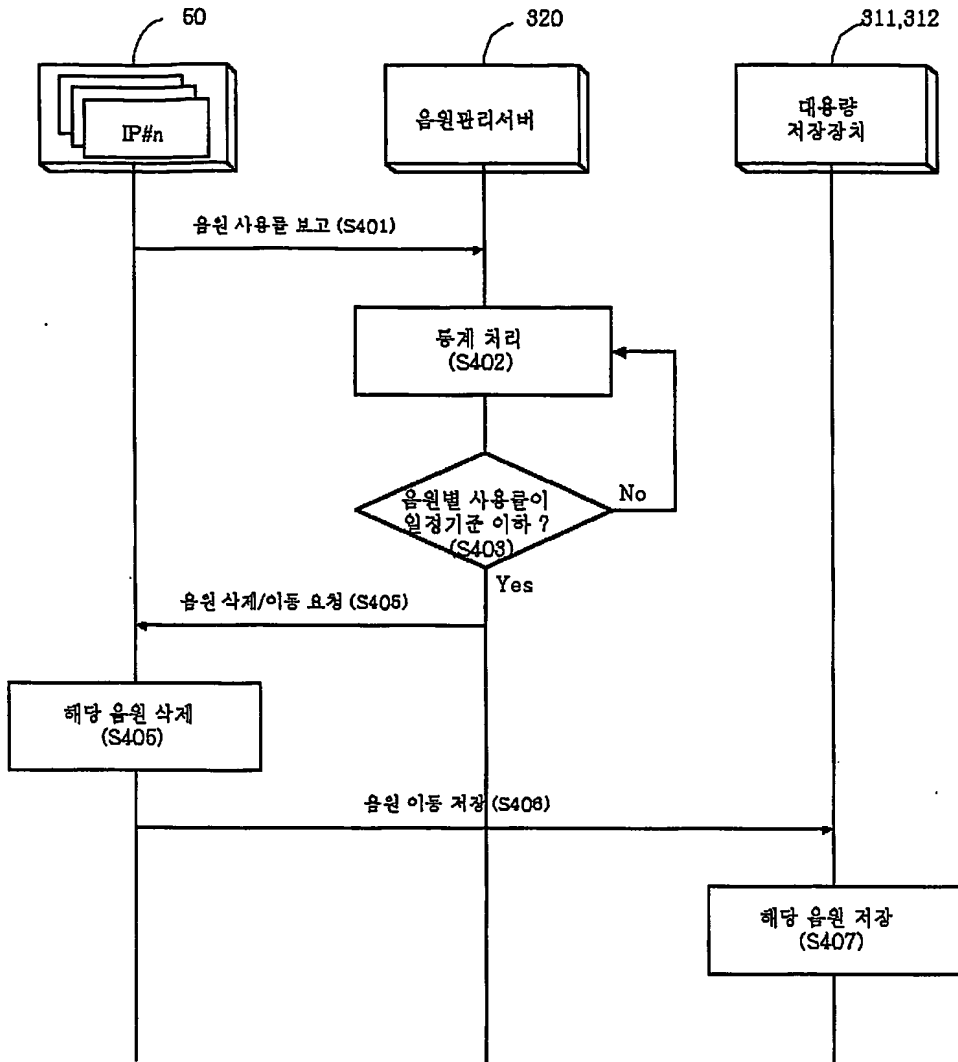 50
320
311,312
IP#n
음원관리서버
대용량
저장장치
음원 사용률 보고 (S401)
통계 처리
(S402)
음원별 사용률이
일정기준 이하 ?
(S403)
No
Yes
음원 삭제/이동 요청 (S405)
해당 음원 삭제
(S405)
음원 이동 저장 (S406)
해당 음원 저장
(S407)